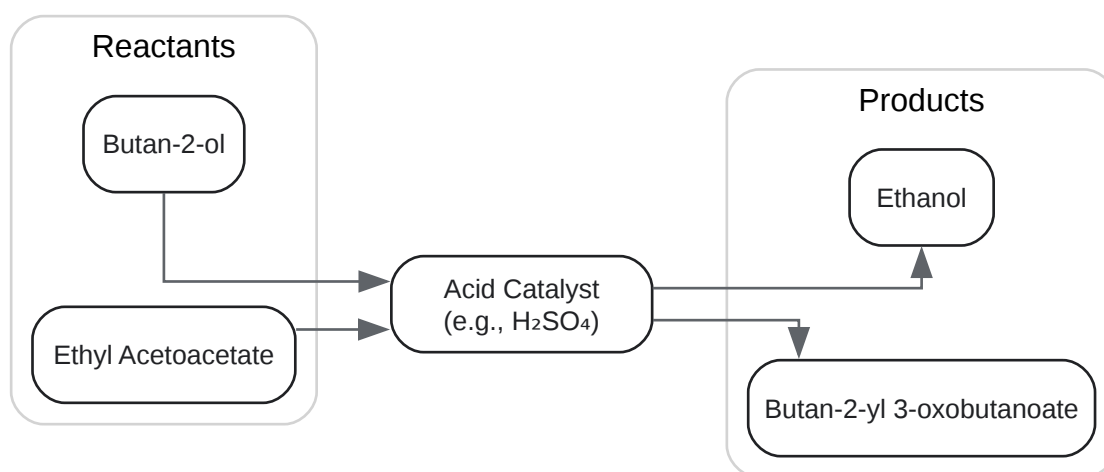 Reactants
Butan-2-ol
Ethyl Acetoacetate
Acid Catalyst
(e.g., H₂SO₄)
Products
Ethanol
Butan-2-yl 3-oxobutanoate